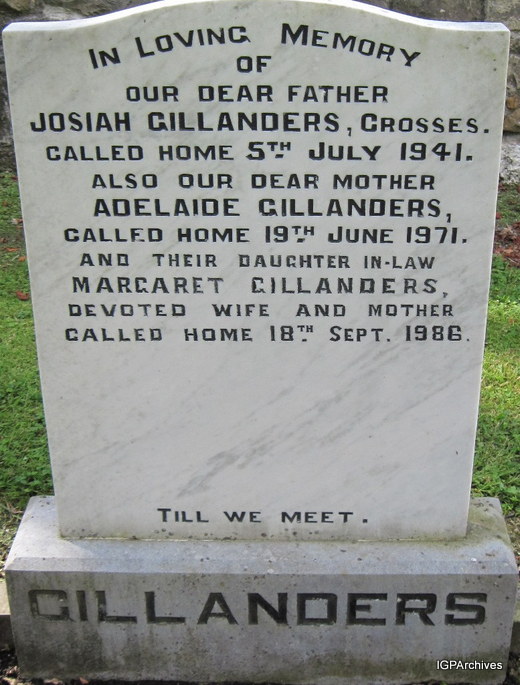 IN LOVING MEMORY
OF
OUR DEAR FATHER
JOSIAH GILLANDERS, CROSSES.
CALLED HOME 5TH JULY 1941.
ALSO OUR DEAR MOTHER
ADELAIDE GILLANDERS,
CALLED HOME 19TH JUNE 1971.
AND THEIR DAUGHTER IN-LAW
MARGARET GILLANDERS,
DEVOTED WIFE AND MOTHER
CALLED HOME 18TH SEPT. 1986.
TILL WE MEET.
GILLANDERS
IGPArchives